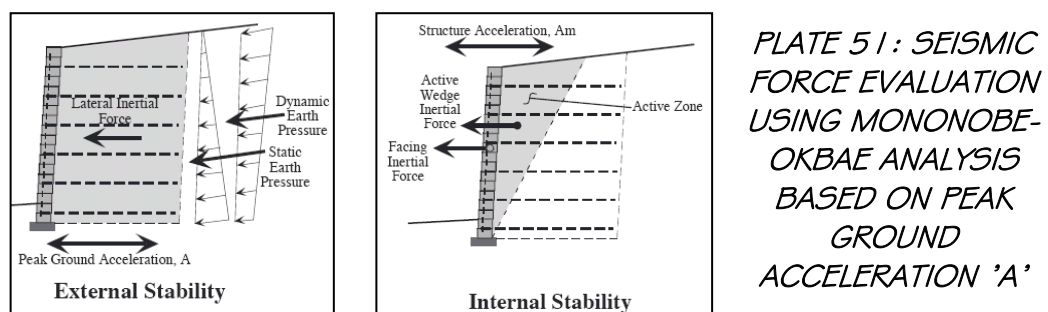 Lateral Inertial
Force
Dynamic
Earth
Pressure
Static
Earth
Pressure
Peak Ground Acceleration, A
External Stability
Structure Acceleration, Am
Active
Wedge
Inertial
Force
Active Zone
Facing
Inertial
Force
Internal Stability
PLATE 51: SEISMIC
FORCE EVALUATION
USING MONONOBE-
OKBAE ANALYSIS
BASED ON PEAK
GROUND
ACCELERATION 'A'